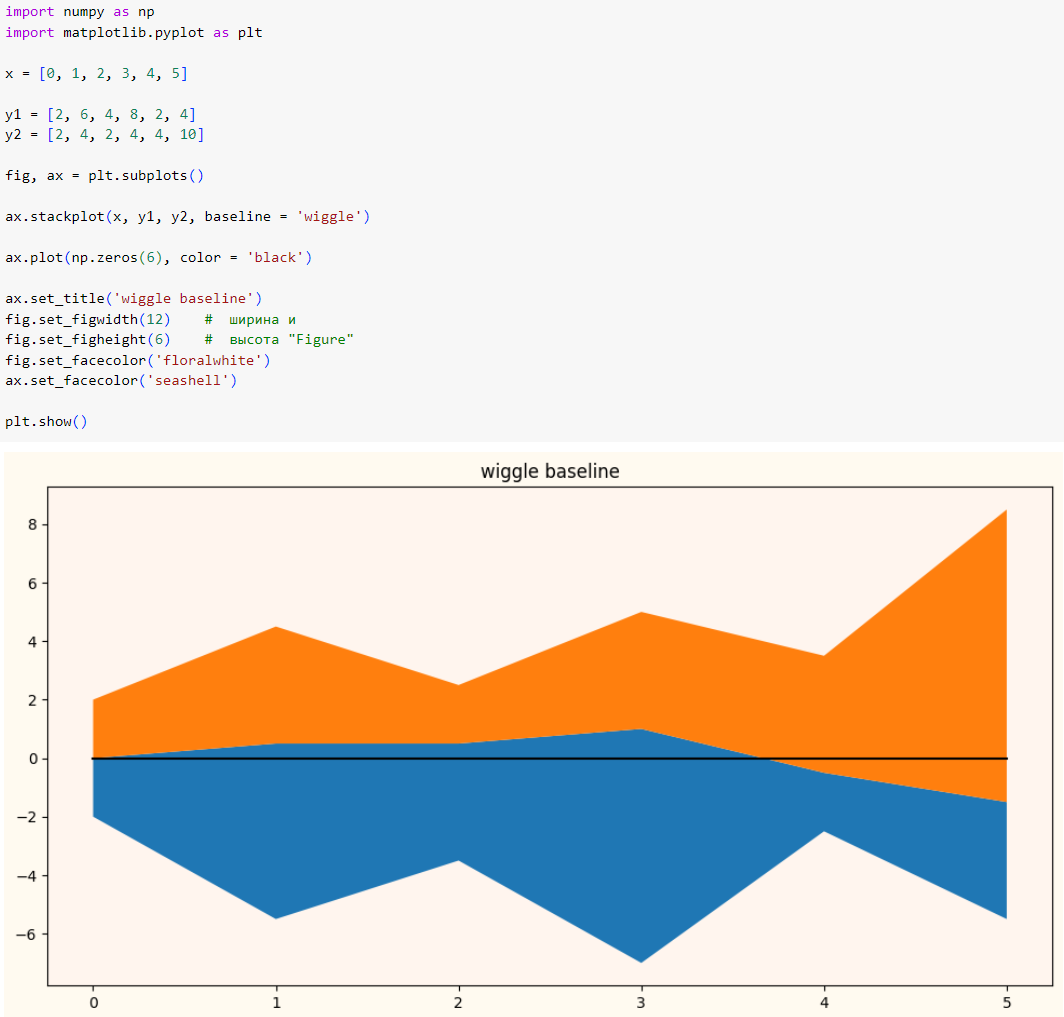 import numpy as np
import matplotlib.pyplot as plt
x = [0, 1, 2, 3, 4, 5]
y1 = [2, 6, 4, 8, 2, 4]
y2 = [2, 4, 2, 4, 4, 10]
fig, ax = plt.subplots()
ax.stackplot(x, y1, y2, baseline = 'wiggle')
ax.plot(np.zeros(6), color = 'black')
ax.set_title('wiggle baseline')
fig.set_figwidth(12)    #  ширина и
fig.set_figheight(6)    #  высота "Figure"
fig.set_facecolor('floralwhite')
ax.set_facecolor('seashell')
plt.show()
wiggle baseline
8
6
4
2
0
−2
−4
−6
0 1 2 3 4 5